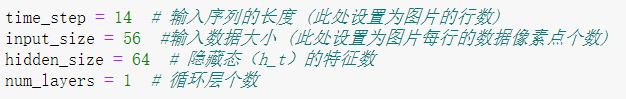 time_step = 14  # 输入序列的长度 (此处设置为图片的行数)
input_size = 56  #输入数据大小 (此处设置为图片每行的数据像素点个数)
hidden_size = 64  # 隐藏态 (h_t) 的特征数
num_layers = 1  # 循环层个数